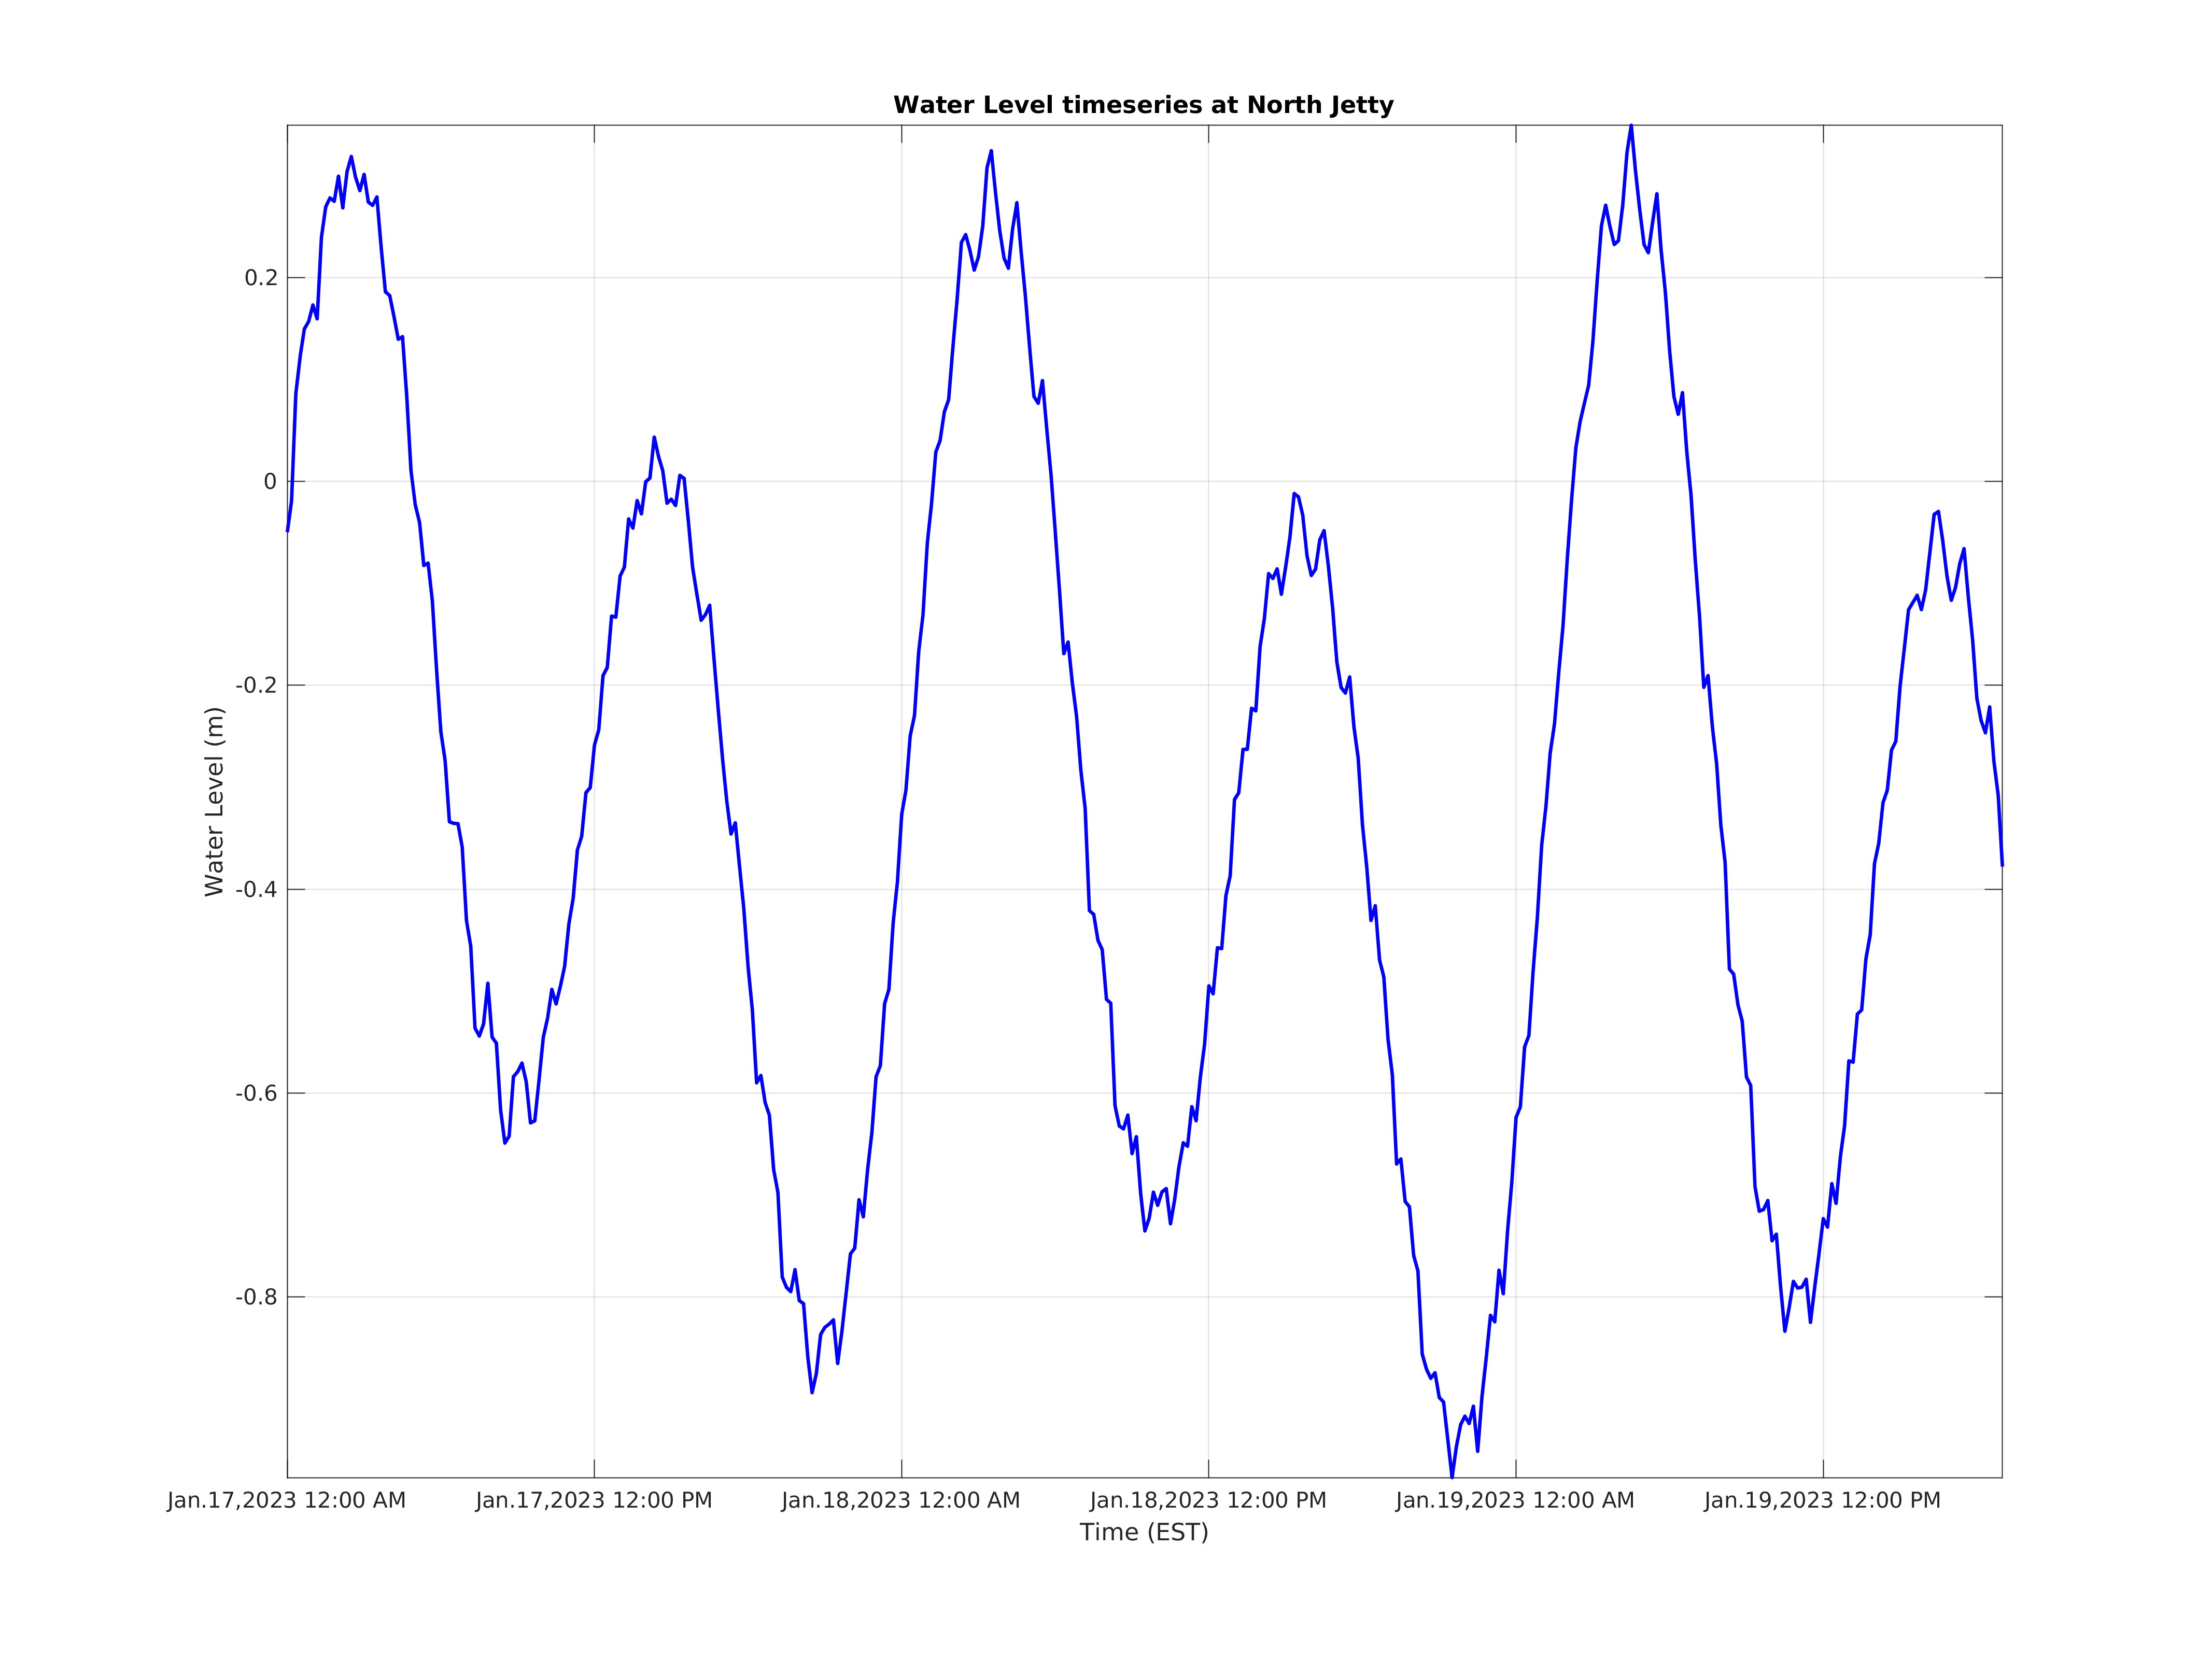 Water Level timeseries at North Jetty
0.2
0
-0.2
-0.4
-0.6
-0.8
Water Level (m)
Jan.17,2023 12:00 AM
Jan.17,2023 12:00 PM
Jan.18,2023 12:00 AM
Jan.18,2023 12:00 PM
Jan.19,2023 12:00 AM
Jan.19,2023 12:00 PM
Time (EST)